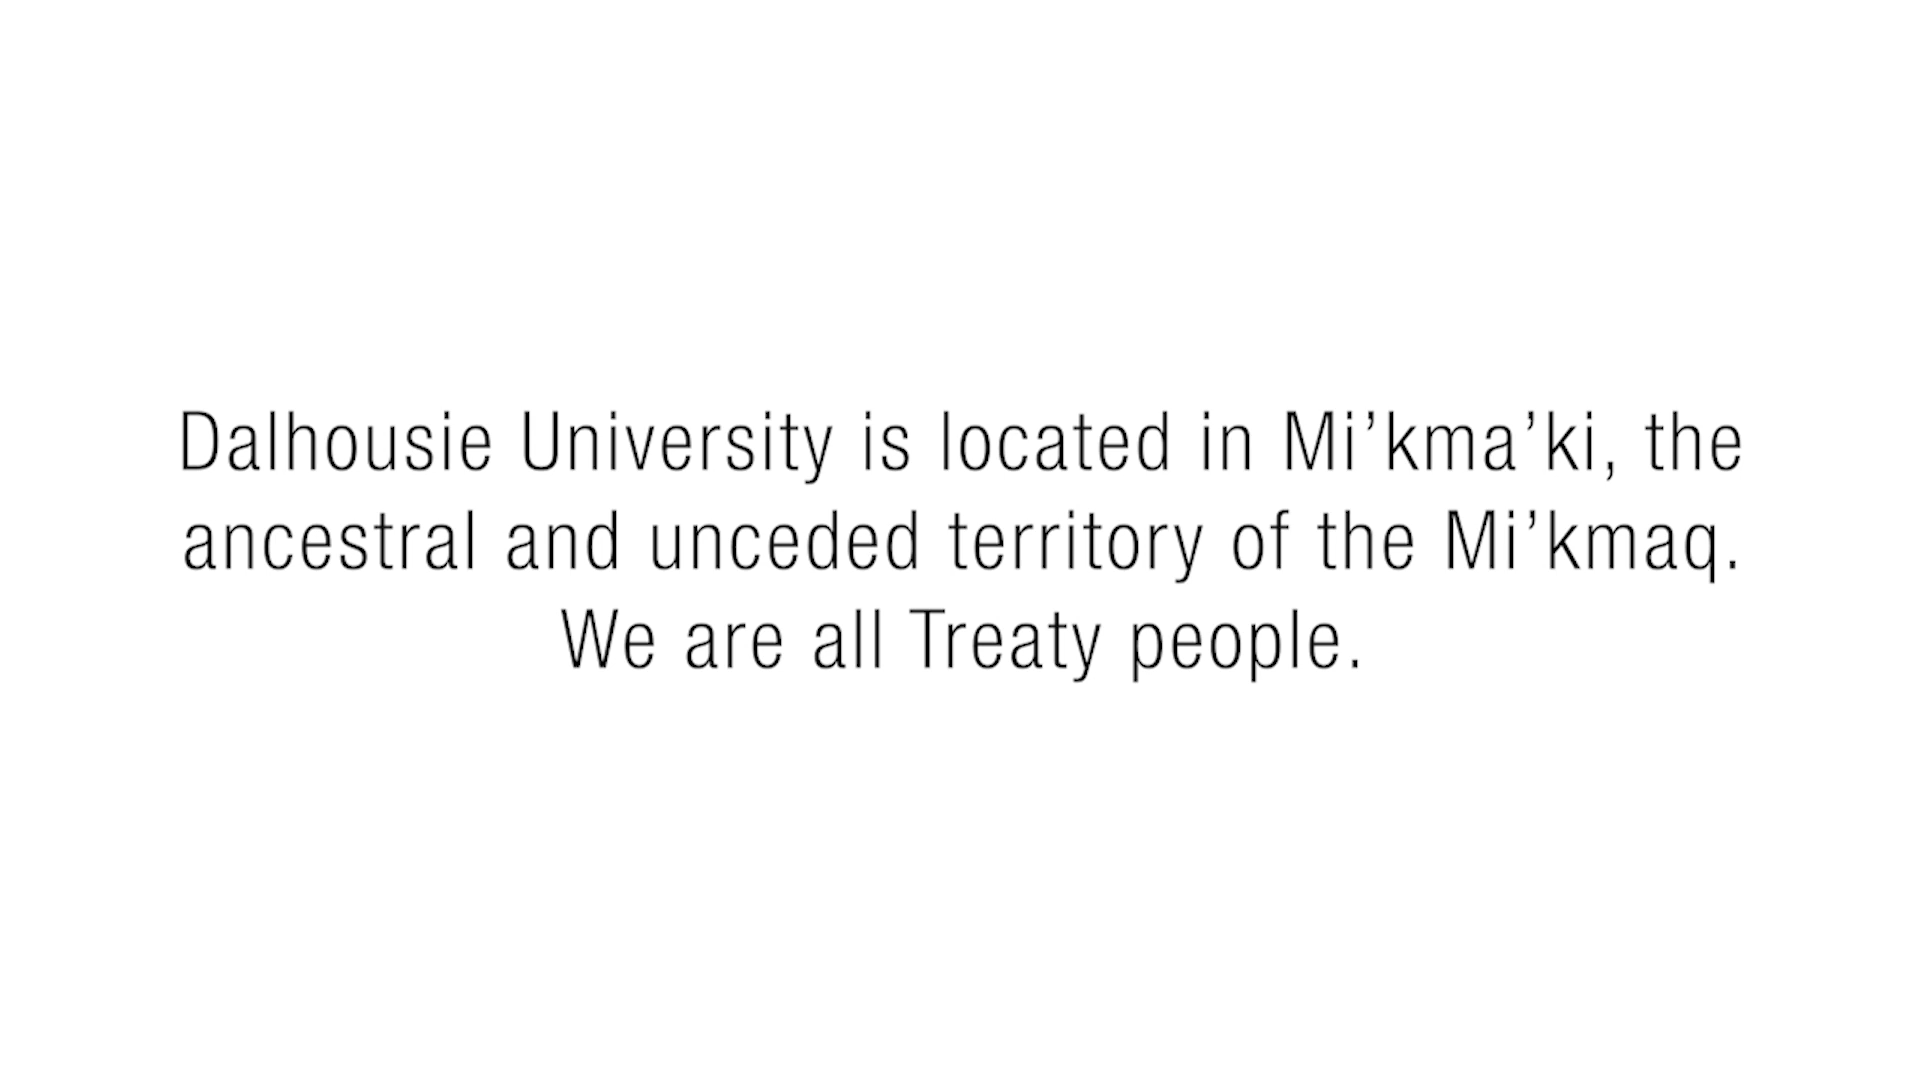 Dalhousie University is located in Mi’kma’ki, the
ancestral and unceded territory of the Mi’kmaq.
We are all Treaty people.